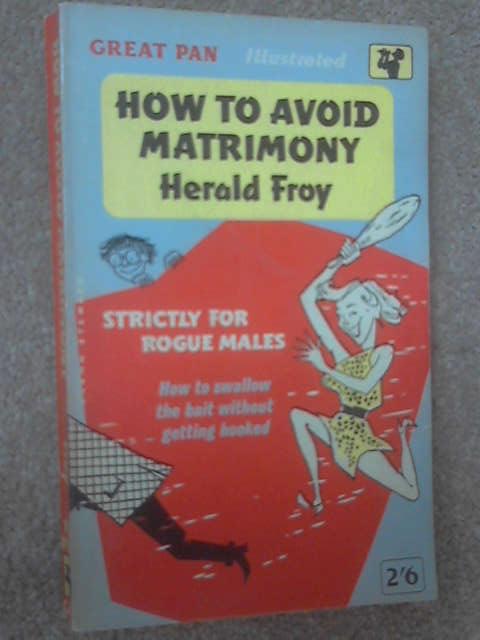 GREAT PAN Illustrated
HOW TO AVOID
MATRIMONY
Herald Froy
STRICTLY FOR
ROGUE MALES
How to swallow
the bait without
getting hooked
2'6